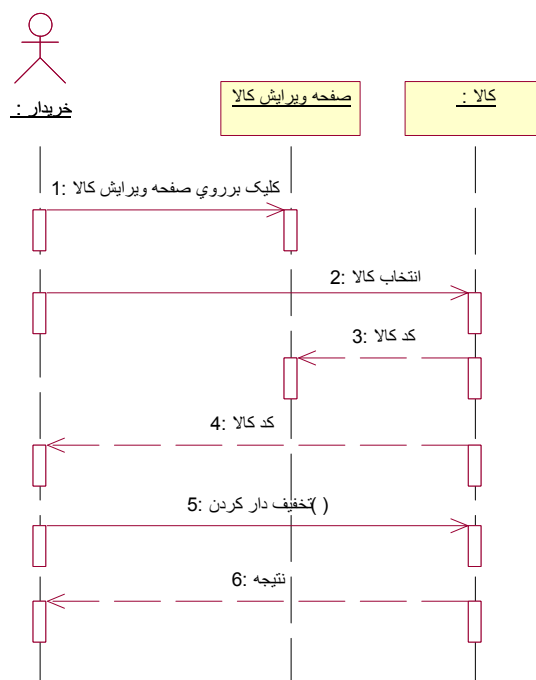 خریدار :
صفحه ویرایش کالا
کالا :
1: کلیک برروي صفحه ویرایش کالا
2: انتخاب کالا
3: کد کالا
4: کد کالا
5: تخفیف دار کردن( )
6: نتیجه